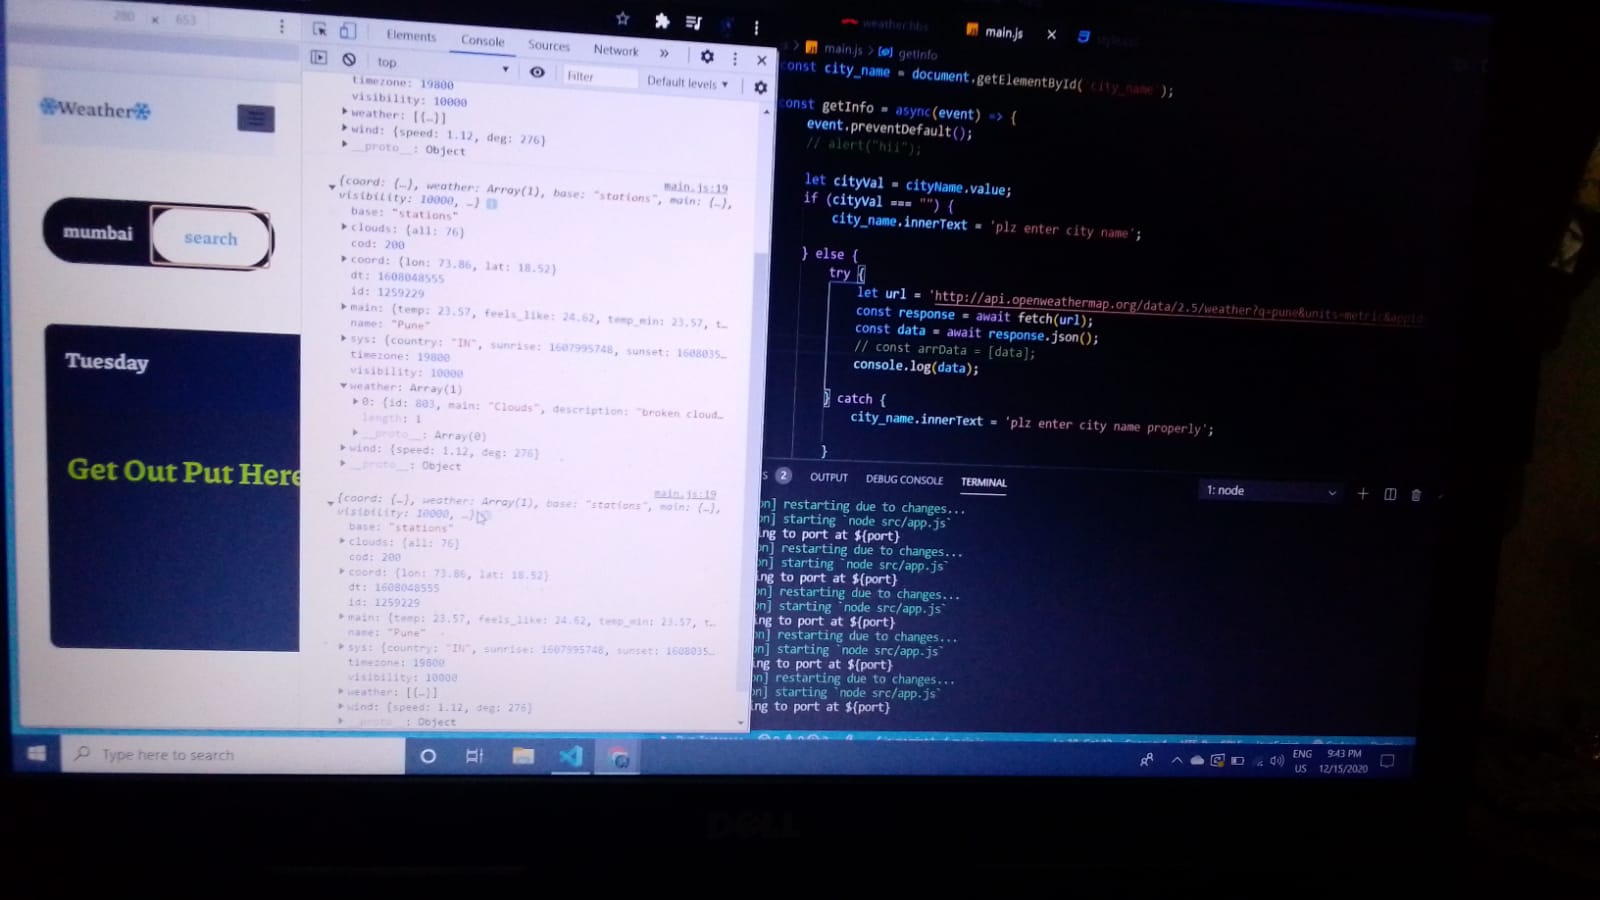 280 × 653
❄Weather❄
mumbai
search
Tuesday
Get Out Put Here
Elements Console Sources Network »
top Filter Default levels ▼
timezone: 19800
visibility: 10000
▶weather: [{…}]
▶wind: {speed: 1.12, deg: 276}
▶__proto__: Object
main.js:19
{coord: {…}, weather: Array(1), base: "stations", main: {…},
visibility: 10000, …}
base: "stations"
▶clouds: {all: 76}
cod: 200
▶coord: {lon: 73.86, lat: 18.52}
dt: 1608048555
id: 1259229
▶main: {temp: 23.57, feels_like: 24.62, temp_min: 23.57, t…
name: "Pune"
▶sys: {country: "IN", sunrise: 1607995748, sunset: 1608035…
timezone: 19800
visibility: 10000
▼weather: Array(1)
▶0: {id: 803, main: "Clouds", description: "broken cloud…
length: 1
▶__proto__: Array(0)
▶wind: {speed: 1.12, deg: 276}
▶__proto__: Object
main.js:19
{coord: {…}, weather: Array(1), base: "stations", main: {…},
visibility: 10000, …}
base: "stations"
▶clouds: {all: 76}
cod: 200
▶coord: {lon: 73.86, lat: 18.52}
dt: 1608048555
id: 1259229
▶main: {temp: 23.57, feels_like: 24.62, temp_min: 23.57, t…
name: "Pune"
▶sys: {country: "IN", sunrise: 1607995748, sunset: 1608035…
timezone: 19800
visibility: 10000
▶weather: [{…}]
▶wind: {speed: 1.12, deg: 276}
▶__proto__: Object
weather.hbs main.js × style.css
main.js > getInfo
const city_name = document.getElementById('city_name');
const getInfo = async(event) => {
event.preventDefault();
// alert("hii");
let cityVal = cityName.value;
if (cityVal === "") {
city_name.innerText = 'plz enter city name';
} else {
try {
let url = 'http://api.openweathermap.org/data/2.5/weather?q=pune&units=metric&appid
const response = await fetch(url);
const data = await response.json();
// const arrData = [data];
console.log(data);
} catch {
city_name.innerText = 'plz enter city name properly';
}
2 OUTPUT DEBUG CONSOLE TERMINAL 1: node
on] restarting due to changes...
on] starting `node src/app.js`
ing to port at ${port}
on] restarting due to changes...
on] starting `node src/app.js`
ing to port at ${port}
on] restarting due to changes...
on] starting `node src/app.js`
ing to port at ${port}
on] restarting due to changes...
on] starting `node src/app.js`
ing to port at ${port}
on] restarting due to changes...
on] starting `node src/app.js`
ing to port at ${port}
Type here to search
ENG
US
9:43 PM
12/15/2020
DELL